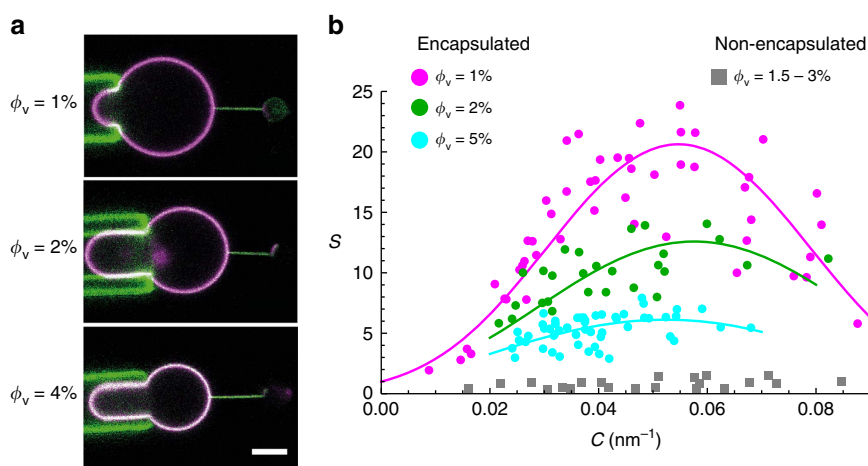 a
ϕv = 1%
ϕv = 2%
ϕv = 4%
b
Encapsulated
ϕv = 1%
ϕv = 2%
ϕv = 5%
Non-encapsulated
ϕv = 1.5 – 3%
25
20
15
10
5
0
S
0.00
0.02
0.04
0.06
0.08
C (nm⁻¹)